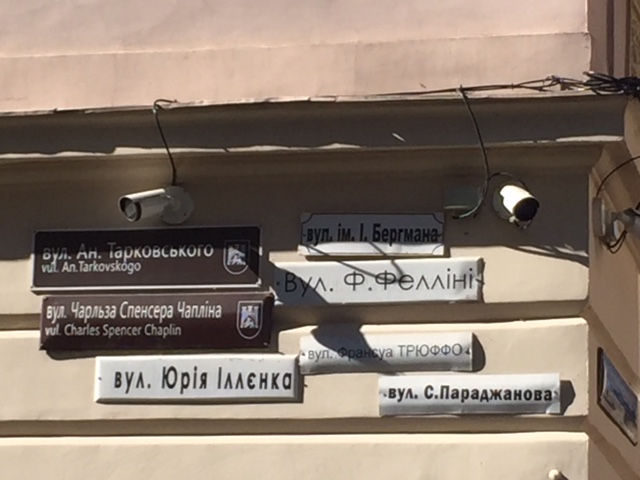 вул. Ан. Тарковського
vul. An.Tarkovskogo
вул. Чарльза Спенсера Чапліна
vul. Charles Spencer Chaplin
вул. Юрія Іллєнка
вул. ім. І. Бергмана
Вул. Ф.Фелліні
вул. Франсуа ТРЮФФО
вул. С.Параджанова